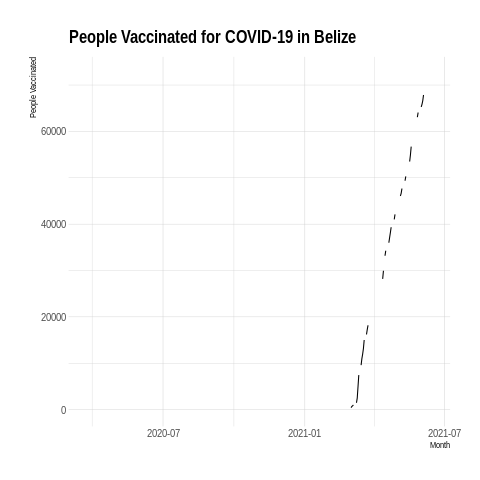 People Vaccinated for COVID-19 in Belize
People Vaccinated
60000
40000
20000
0
2020-07 2021-01 2021-07
Month